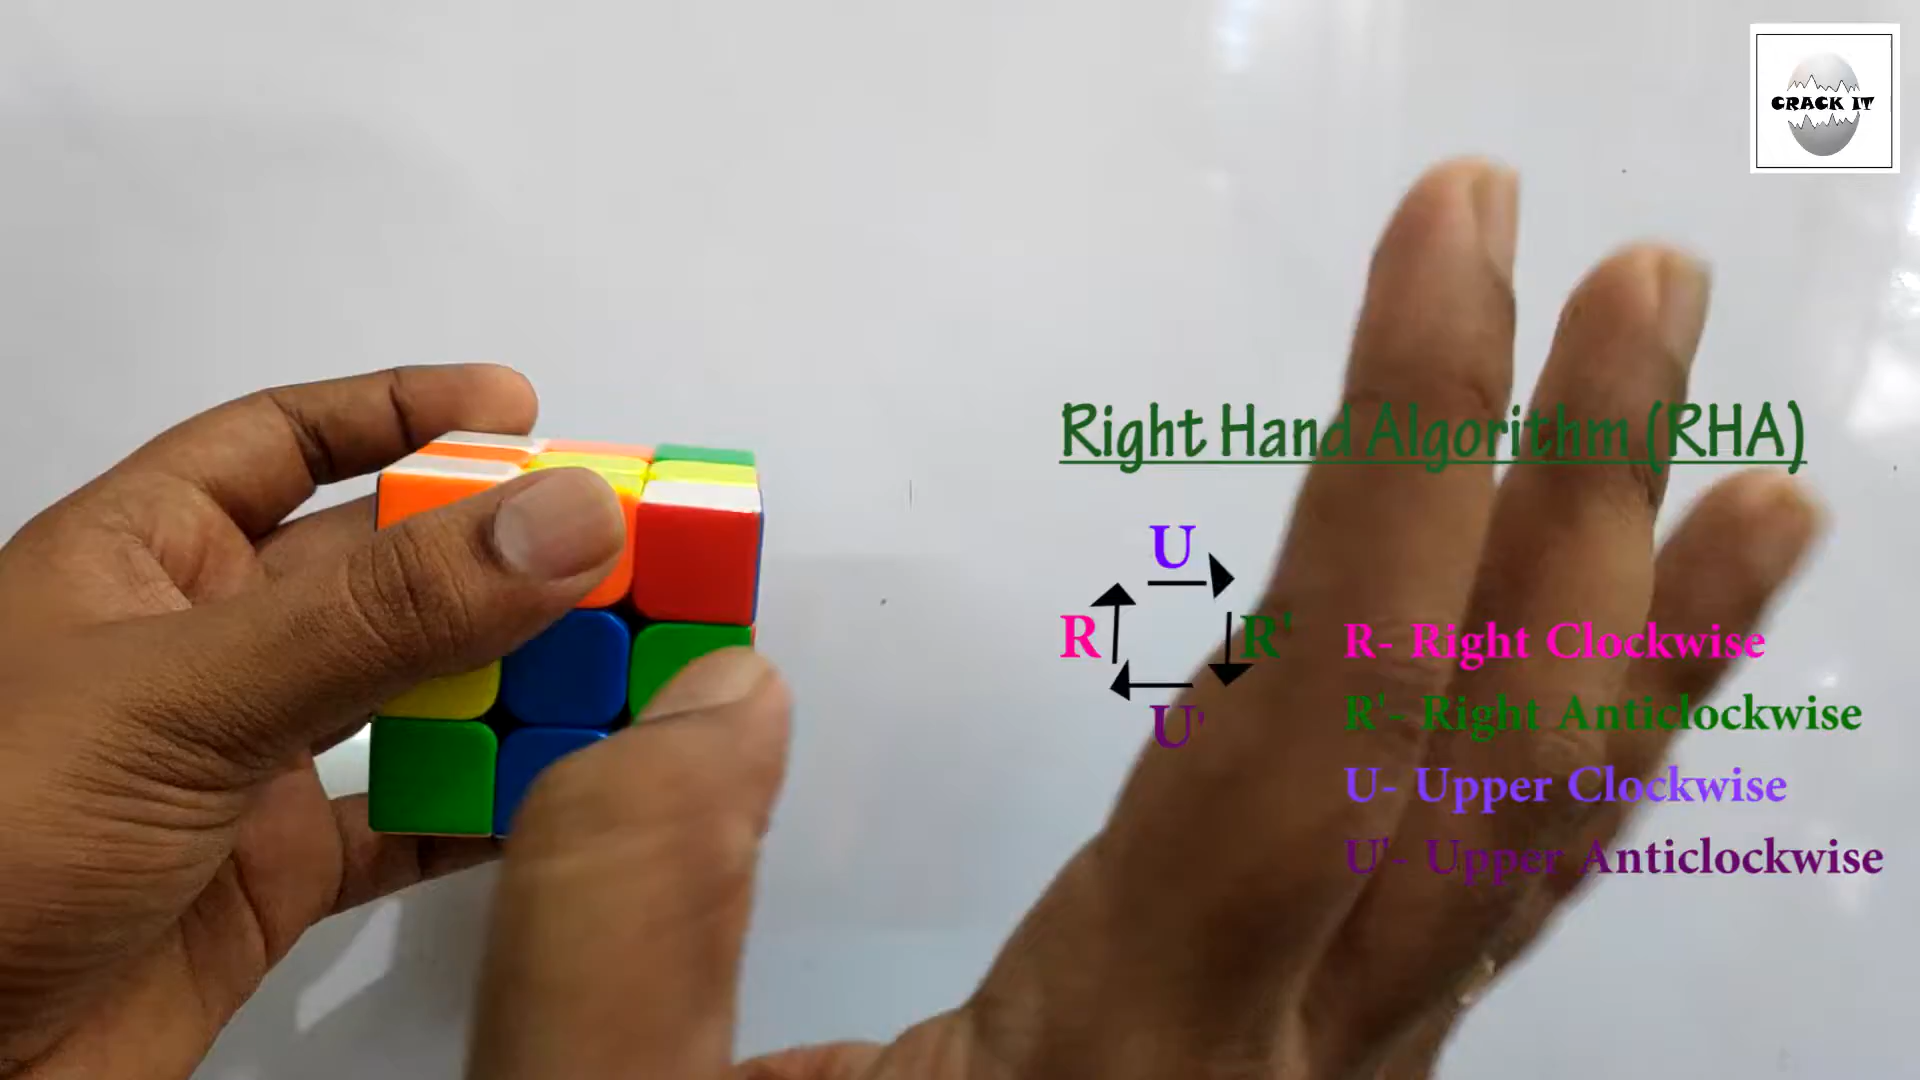 CRACK IT
Right Hand Algorithm (RHA)
U
R R'
U'
R- Right Clockwise
R'- Right Anticlockwise
U- Upper Clockwise
U'- Upper Anticlockwise